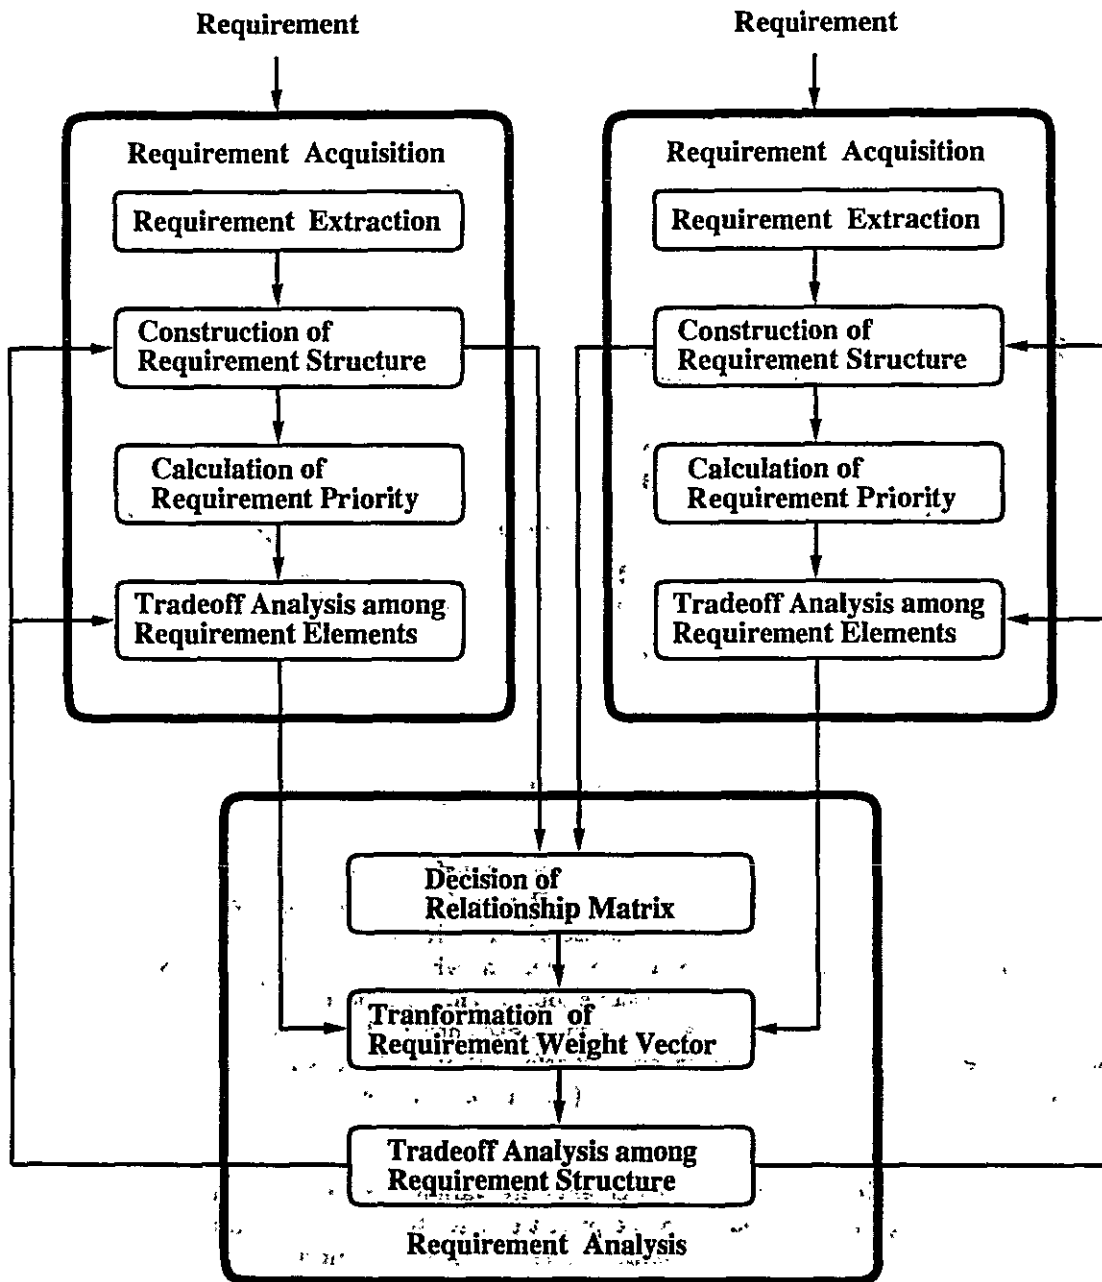 Requirement
Requirement Acquisition
Requirement Extraction
Construction of
Requirement Structure
Calculation of
Requirement Priority
Tradeoff Analysis among
Requirement Elements
Requirement
Requirement Acquisition
Requirement Extraction
Construction of
Requirement Structure
Calculation of
Requirement Priority
Tradeoff Analysis among
Requirement Elements
Decision of
Relationship Matrix
Tranformation of
Requirement Weight Vector
Tradeoff Analysis among
Requirement Structure
Requirement Analysis